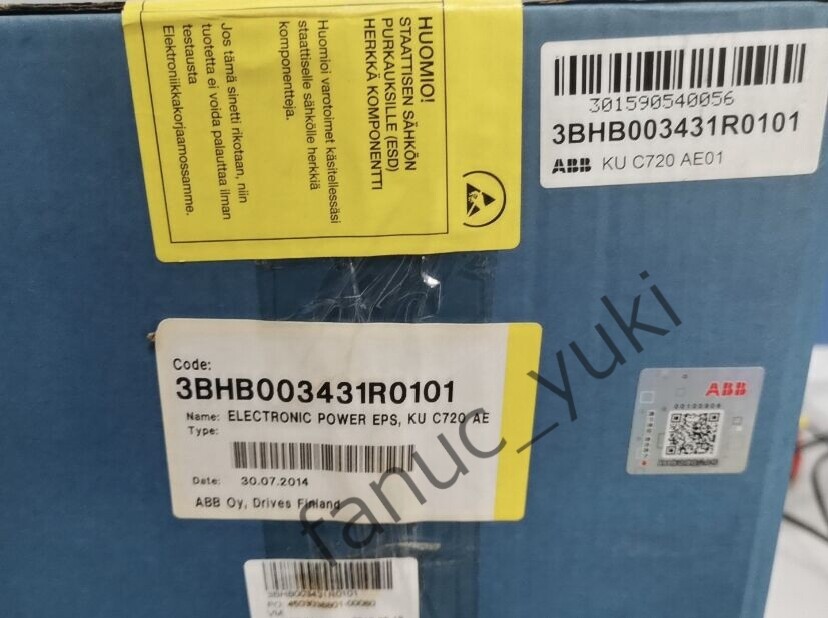 HUOMIO!
STAATTISEN SÄHKÖN
PURKAUKSILLE (ESD)
HERKKÄ KOMPONENTTI
Huomioi varotoimet käsitellessäsi
staattiselle sähkölle herkkiä
komponentteja.
Jos tämä sinetti rikotaan, niin
tuotetta ei voida palauttaa ilman
testausta
Elektroniikkakorjaamossamme.
301590540056
3BHB003431R0101
ABB KU C720 AE01
Code:
3BHB003431R0101
Name: ELECTRONIC POWER EPS, KU C720 AE
Type:
Date: 30.07.2014
ABB Oy, Drives Finland
ABB
3BHB003431R0101
fanuc_yuki